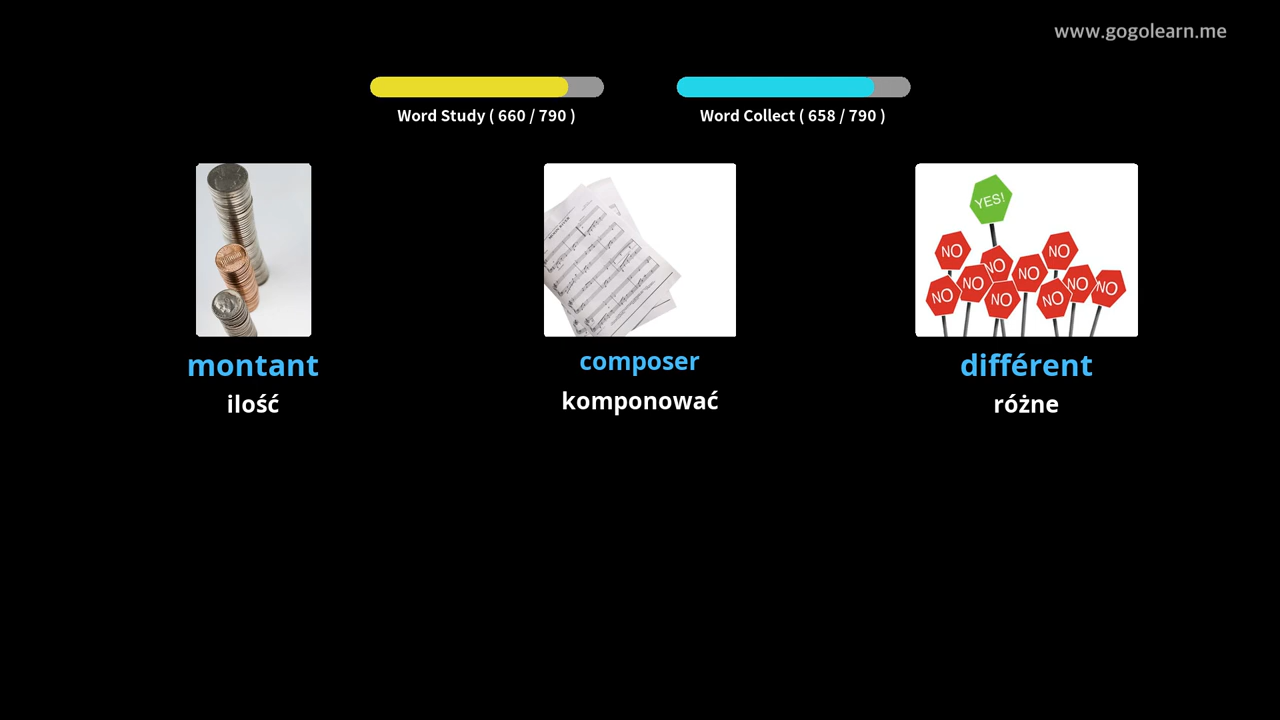 www.gogolearn.me
Word Study ( 660 / 790 )
Word Collect ( 658 / 790 )
YES!
NO
NO
NO
NO
NO
NO
NO
NO
NO
NO
montant
composer
différent
ilość
komponować
różne